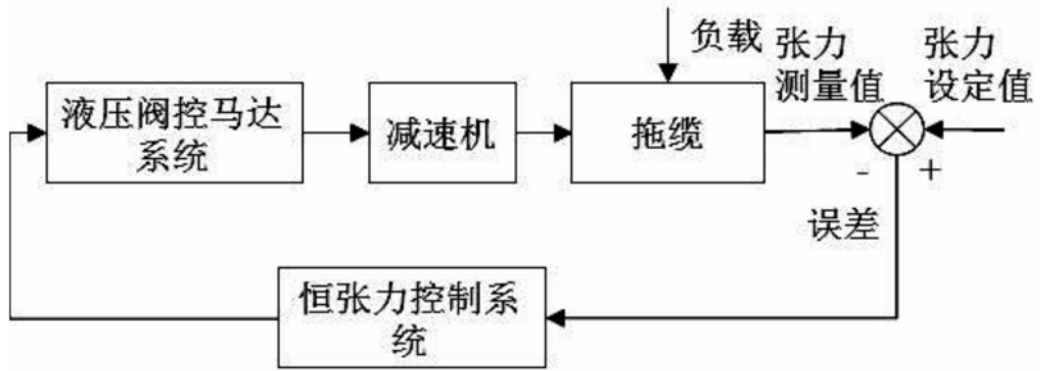 负载
张力
测量值
张力
设定值
液压阀控马达
系统
减速机
拖缆
-
+
误差
恒张力控制系
统